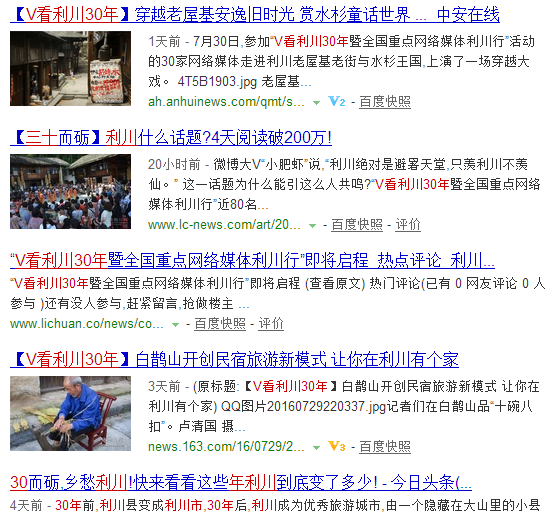 【V看利川30年】穿越老屋基安逸旧时光 赏水杉童话世界 ... 中安在线
1天前 - 7月30日,参加“V看利川30年暨全国重点网络媒体利川行”活动
的30家网络媒体走进利川老屋基老街与水杉王国,上演了一场穿越大
戏。 4T5B1903.jpg 老屋基...
ah.anhuinews.com/qmt/s... V2 - 百度快照
【三十而砺】利川什么话题?4天阅读破200万!
20小时前 - 微博大V“小肥虾”说,“利川绝对是避暑天堂,只羡利川不羡
仙。” 这一话题为什么能引这么人共鸣?“V看利川30年暨全国重点网络
媒体利川行”近80名...
www.lc-news.com/art/20... - 百度快照 - 评价
“V看利川30年暨全国重点网络媒体利川行”即将启程_热点评论_利川...
“V看利川30年暨全国重点网络媒体利川行”即将启程 (查看原文) 热门评论(已有 0 网友评论 0 人
参与 )还有没人参与,赶紧留言,抢做楼主 ...
www.lichuan.co/news/co... - 百度快照 - 评价
【V看利川30年】白鹊山开创民宿旅游新模式 让你在利川有个家
3天前 - (原标题:【V看利川30年】白鹊山开创民宿旅游新模式 让你在
利川有个家) QQ图片20160729220337.jpg记者们在白鹊山品“十碗八
扣”。卢清国 摄...
news.163.com/16/0729/2... V3 - 百度快照
30而砺,乡愁利川!快来看看这些年利川到底变了多少! - 今日头条(...
4天前 - 30年前,利川县变成利川市,30年后,利川成为优秀旅游城市,由一个隐藏在大山里的小县